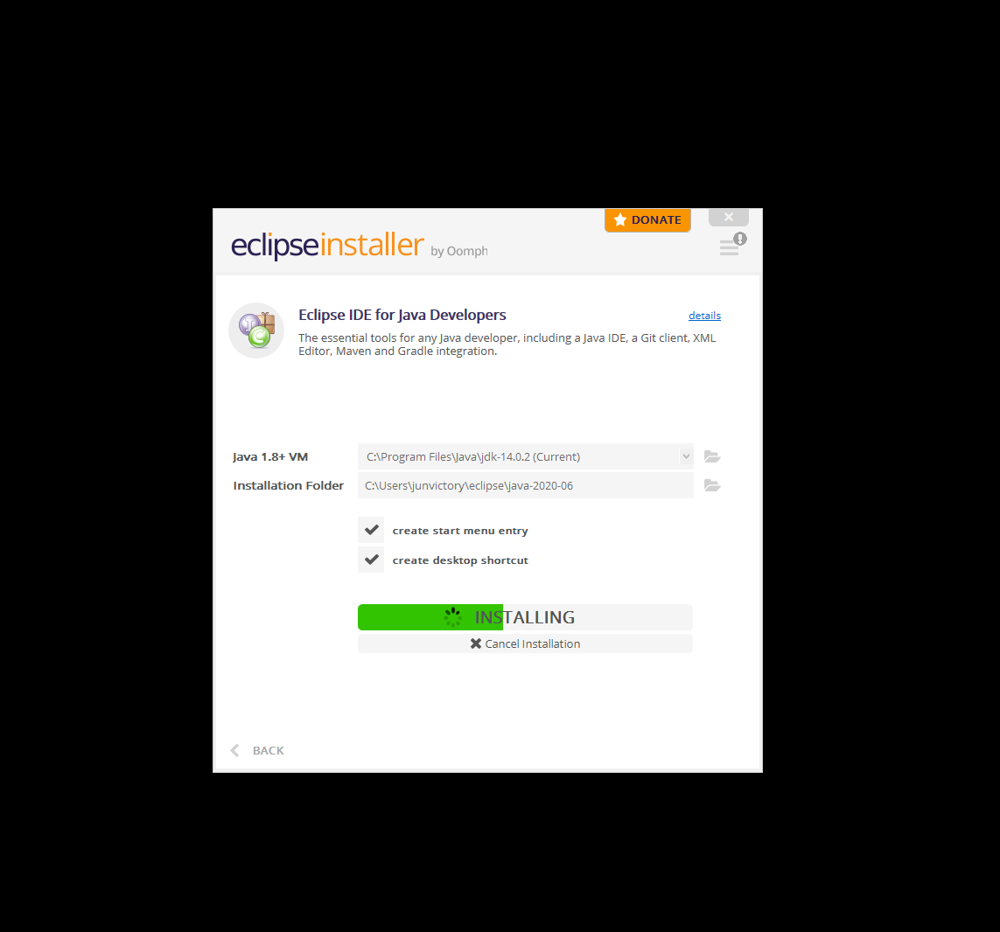 DONATE
eclipseinstaller by Oomph
Eclipse IDE for Java Developers
details
The essential tools for any Java developer, including a Java IDE, a Git client, XML
Editor, Maven and Gradle integration.
Java 1.8+ VM
C:\Program Files\Java\jdk-14.0.2 (Current)
Installation Folder
C:\Users\junvictory\eclipse\java-2020-06
create start menu entry
create desktop shortcut
INSTALLING
Cancel Installation
BACK